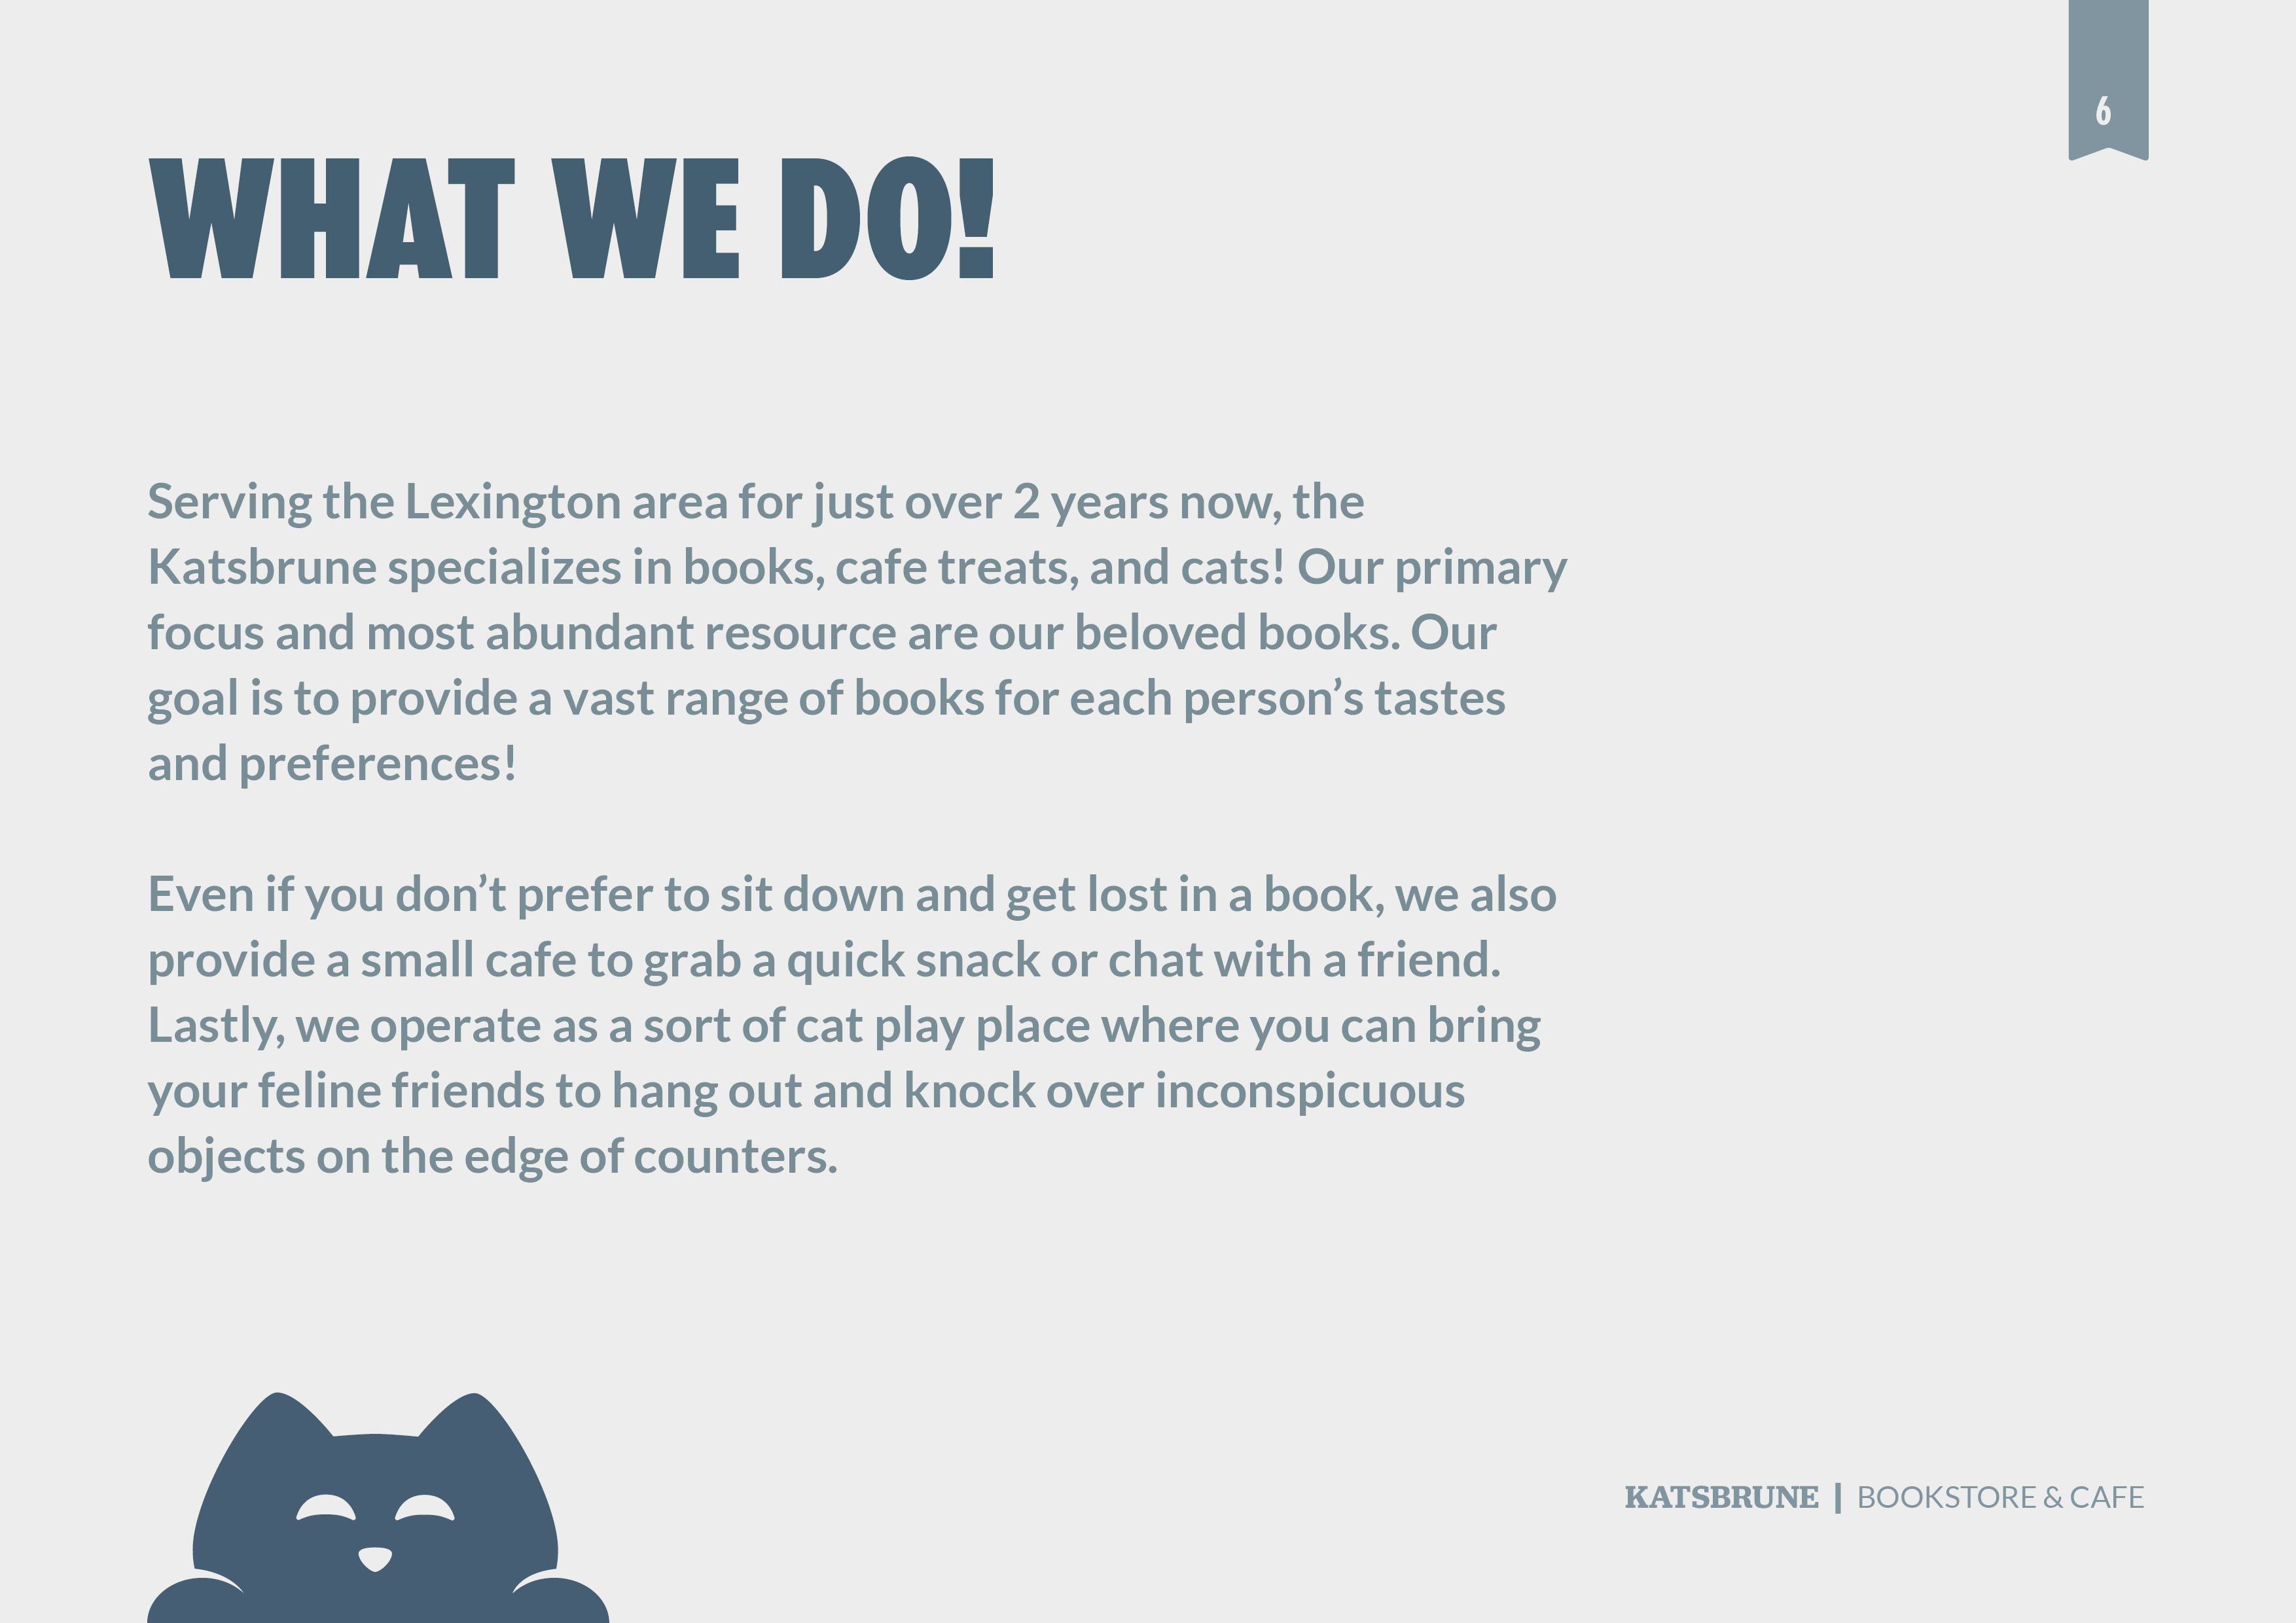 6
WHAT WE DO!
Serving the Lexington area for just over 2 years now, the
Katsbrune specializes in books, cafe treats, and cats! Our primary
focus and most abundant resource are our beloved books. Our
goal is to provide a vast range of books for each person’s tastes
and preferences!
Even if you don’t prefer to sit down and get lost in a book, we also
provide a small cafe to grab a quick snack or chat with a friend.
Lastly, we operate as a sort of cat play place where you can bring
your feline friends to hang out and knock over inconspicuous
objects on the edge of counters.
KATSBRUNE | BOOKSTORE & CAFE